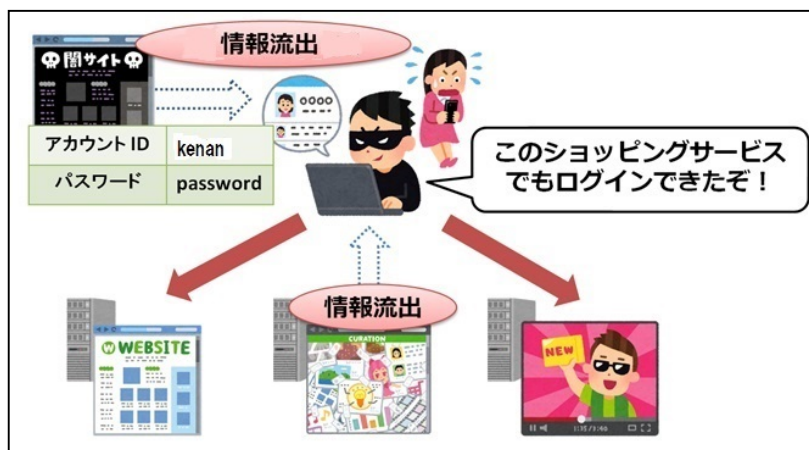 情報流出
闇サイト
アカウントID kenan
パスワード password
このショッピングサービス
でもログインできたぞ！
情報流出
W WEBSITE
CURATION
NEW